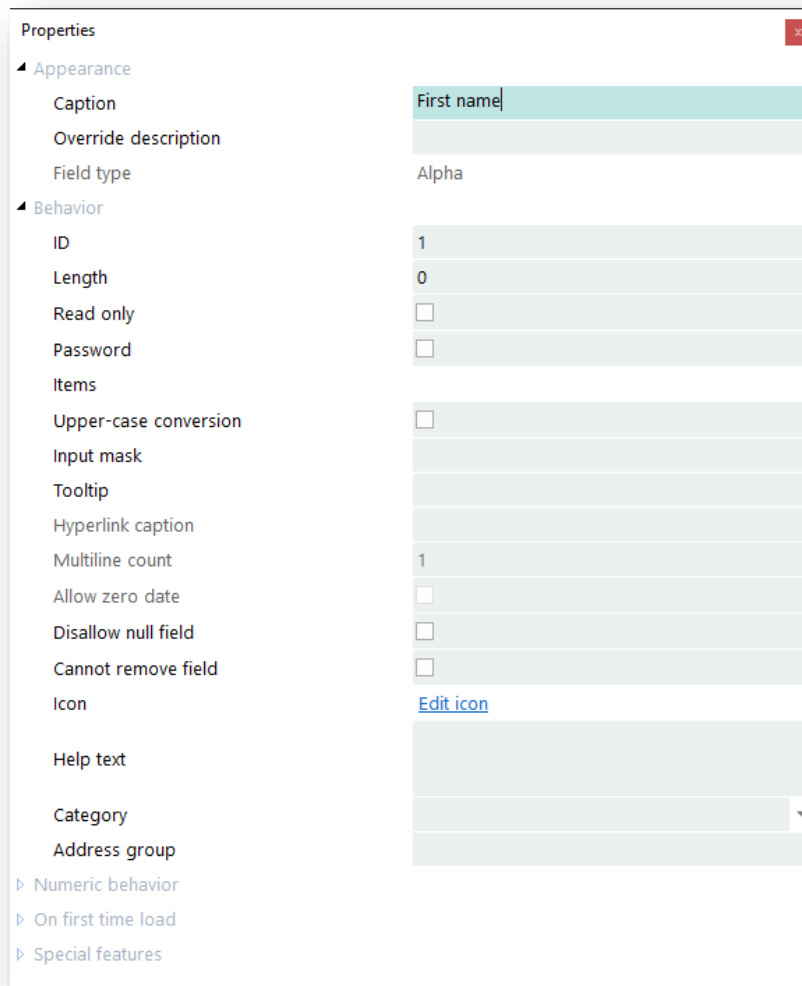 Properties
x
Appearance
Caption First name
Override description
Field type Alpha
Behavior
ID 1
Length 0
Read only
Password
Items
Upper-case conversion
Input mask
Tooltip
Hyperlink caption
Multiline count 1
Allow zero date
Disallow null field
Cannot remove field
Icon Edit icon
Help text
Category
Address group
Numeric behavior
On first time load
Special features